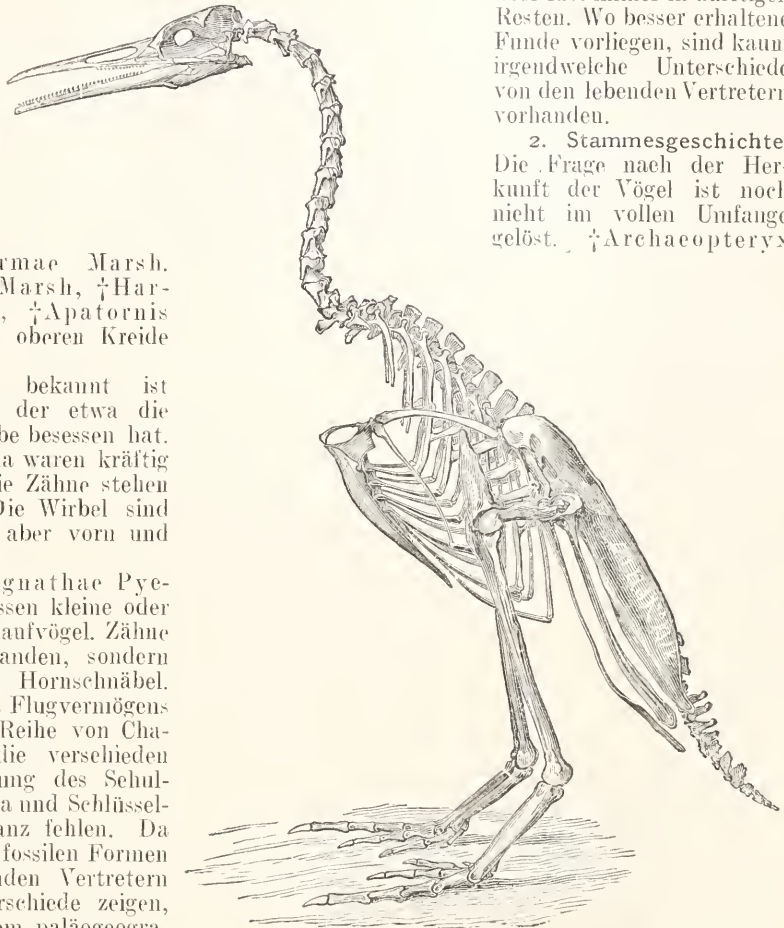 rmae Marsh.
Marsh, †Har-
, †Apatornis
oberen Kreide
bekannt ist
der etwa die
be besessen hat.
a waren kräftig
ie Zähne stehen
Die Wirbel sind
aber vorn und
gnathae Pye-
ssen kleine oder
aufvögel. Zähne
anden, sondern
Hornschnäbel.
Flugvermögens
Reihe von Cha-
die verschieden
ung des Schul-
a und Schlüssel-
anz fehlen. Da
fossilen Formen
nden Vertretern
rschiede zeigen,
Resten. Wo besser erhaltene
Funde vorliegen, sind kaum
irgendwelche Unterschiede
von den lebenden Vertretern
vorhanden.
2. Stammesgeschichte
Die Frage nach der Her-
kunft der Vögel ist noch
nicht im vollen Umfange
gelöst. †Archaeopteryx